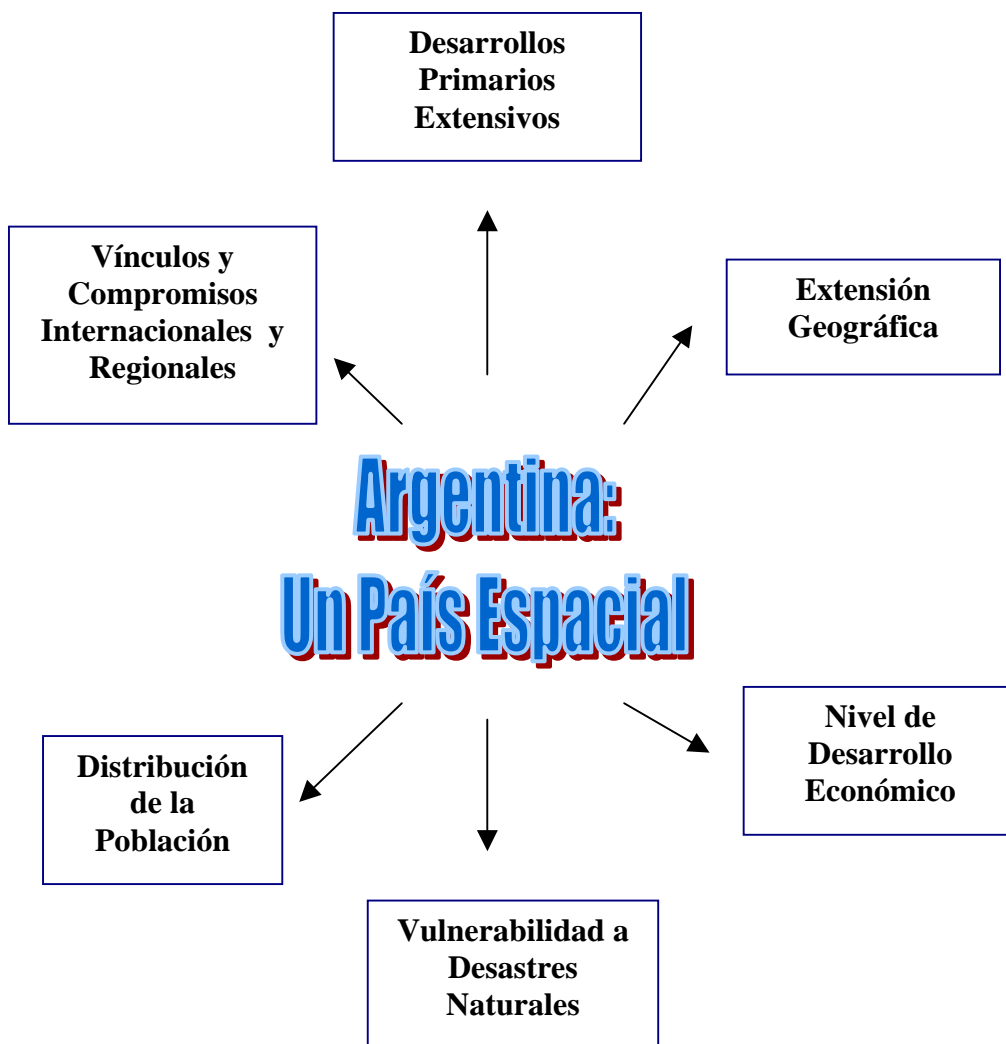 Desarrollos
Primarios
Extensivos
Vínculos y
Compromisos
Internacionales y
Regionales
Extensión
Geográfica
Argentina:
Un País Espacial
Nivel de
Desarrollo
Económico
Distribución
de la
Población
Vulnerabilidad a
Desastres
Naturales